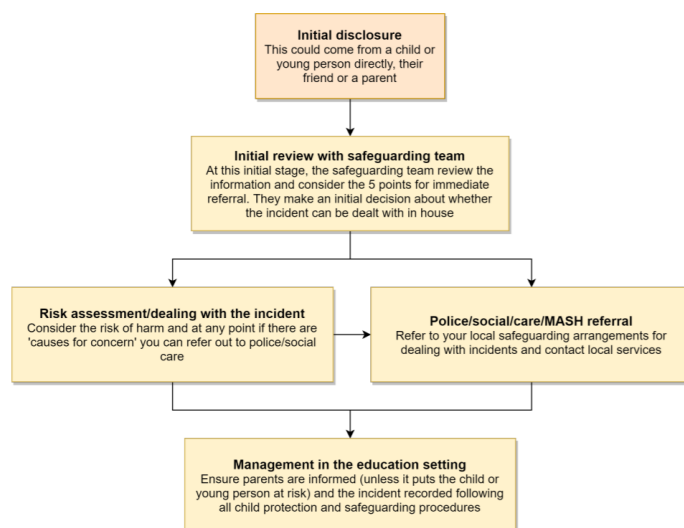 Initial disclosure
This could come from a child or
young person directly, their
friend or a parent
Initial review with safeguarding team
At this initial stage, the safeguarding team review the
information and consider the 5 points for immediate
referral. They make an initial decision about whether
the incident can be dealt with in house
Risk assessment/dealing with the incident
Consider the risk of harm and at any point if there are
'causes for concern' you can refer out to police/social
care
Police/social/care/MASH referral
Refer to your local safeguarding arrangements for
dealing with incidents and contact local services
Management in the education setting
Ensure parents are informed (unless it puts the child or
young person at risk) and the incident recorded following
all child protection and safeguarding procedures